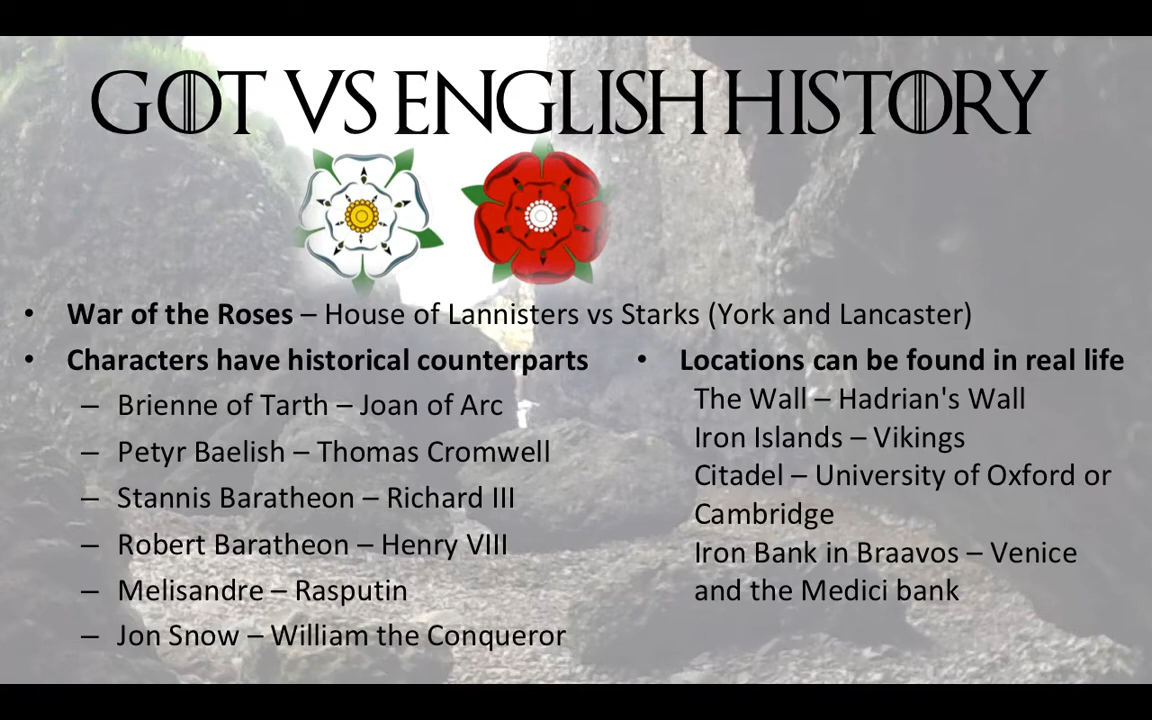 GOT VS ENGLISH HISTORY
• War of the Roses – House of Lannisters vs Starks (York and Lancaster)
• Characters have historical counterparts
– Brienne of Tarth – Joan of Arc
– Petyr Baelish – Thomas Cromwell
– Stannis Baratheon – Richard III
– Robert Baratheon – Henry VIII
– Melisandre – Rasputin
– Jon Snow – William the Conqueror
• Locations can be found in real life
The Wall – Hadrian's Wall
Iron Islands – Vikings
Citadel – University of Oxford or
Cambridge
Iron Bank in Braavos – Venice
and the Medici bank